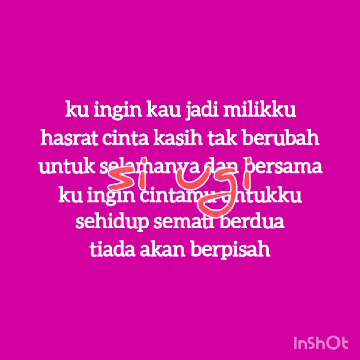 ku ingin kau jadi milikku
hasrat cinta kasih tak berubah
untuk selamanya dan bersama
si ugi
ku ingin cintamu untukku
sehidup semati berdua
tiada akan berpisah
InShOt